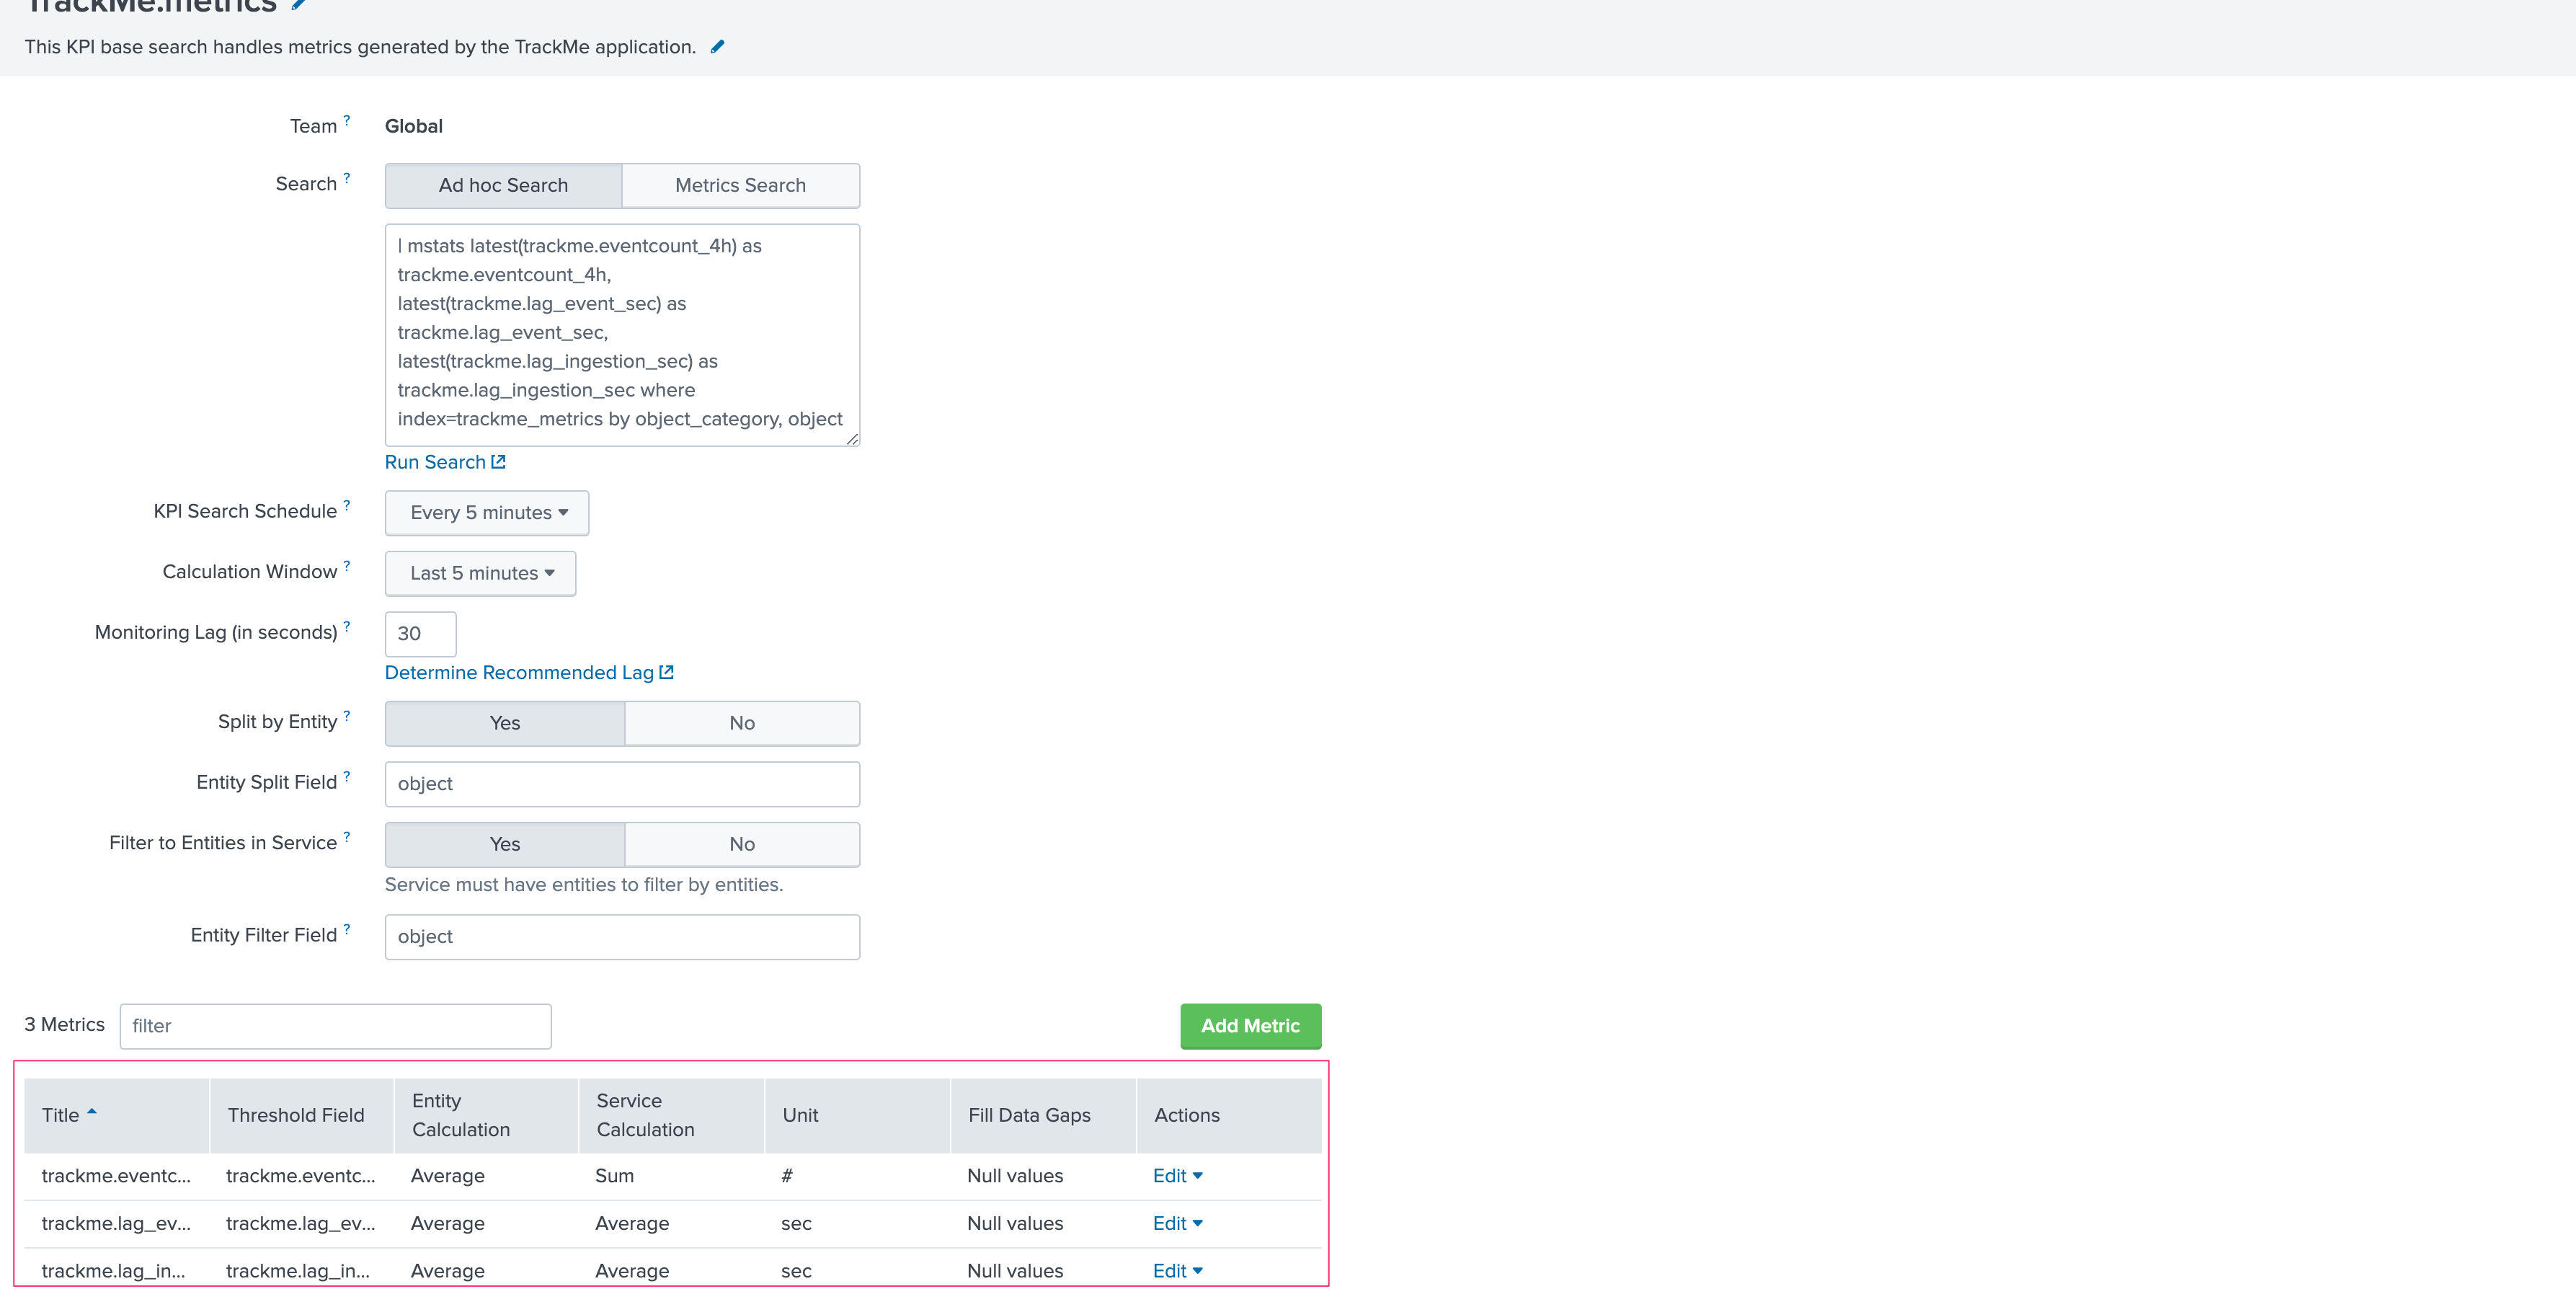 TrackMe.metrics
This KPI base search handles metrics generated by the TrackMe application.
Team ? Global
Search ? Ad hoc Search Metrics Search
| mstats latest(trackme.eventcount_4h) as
trackme.eventcount_4h,
latest(trackme.lag_event_sec) as
trackme.lag_event_sec,
latest(trackme.lag_ingestion_sec) as
trackme.lag_ingestion_sec where
index=trackme_metrics by object_category, object
Run Search
KPI Search Schedule ? Every 5 minutes
Calculation Window ? Last 5 minutes
Monitoring Lag (in seconds) ? 30
Determine Recommended Lag
Split by Entity ? Yes No
Entity Split Field ? object
Filter to Entities in Service ? Yes No
Service must have entities to filter by entities.
Entity Filter Field ? object
3 Metrics filter Add Metric
Title Threshold Field Entity Calculation Service Calculation Unit Fill Data Gaps Actions
trackme.eventc... trackme.eventc... Average Sum # Null values Edit
trackme.lag_ev... trackme.lag_ev... Average Average sec Null values Edit
trackme.lag_in... trackme.lag_in... Average Average sec Null values Edit